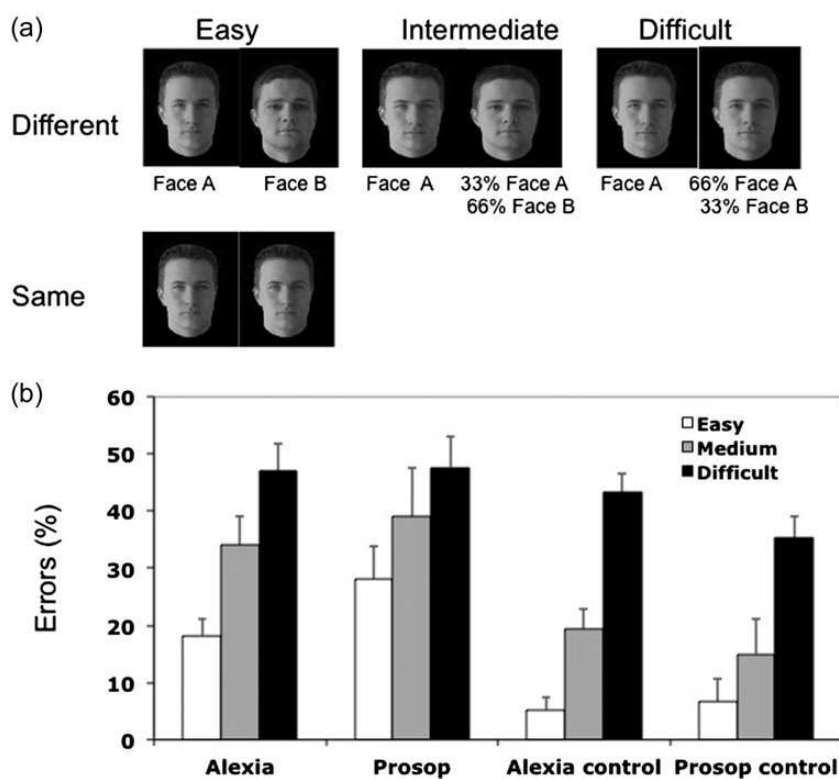 (a)
Easy Intermediate Difficult
Different
Face A Face B Face A 33% Face A Face A 66% Face A
66% Face B 33% Face B
Same
(b)
60
50
40
30
20
10
0
Errors (%)
Easy
Medium
Difficult
Alexia Prosop Alexia control Prosop control